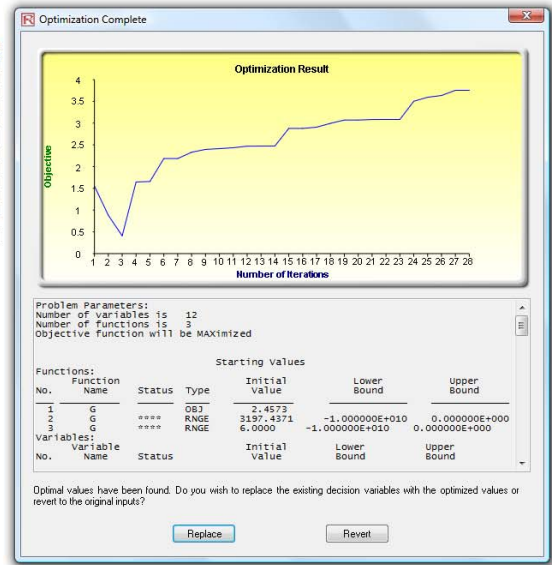 Optimization Complete
Optimization Result
Objective
4
3.5
3
2.5
2
1.5
1
0.5
0
1 2 3 4 5 6 7 8 9 10 11 12 13 14 15 16 17 18 19 20 21 22 23 24 25 26 27 28
Number of Iterations
Problem Parameters:
Number of variables is 12
Number of functions is 3
Objective function will be MAXimized
Starting Values
Functions:
Function Initial Lower Upper
No. Name Status Type Value Bound Bound
1 G OBJ 2.4573
2 G **** RNGE 3197.4371 -1.000000E+010 0.000000E+000
3 G **** RNGE 6.0000 -1.000000E+010 0.000000E+000
Variables:
Variable Initial Lower Upper
No. Name Status Value Bound Bound
Optimal values have been found. Do you wish to replace the existing decision variables with the optimized values or
revert to the original inputs?
Replace Revert